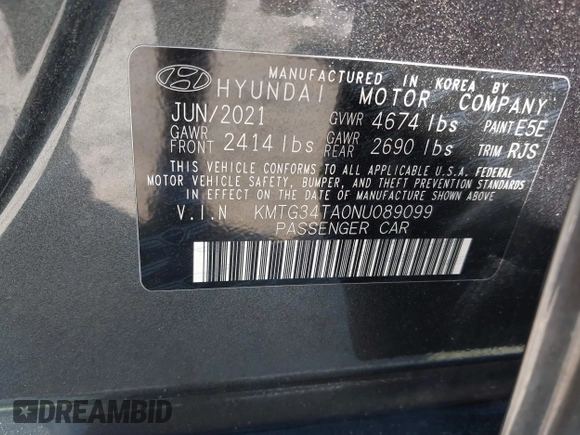 MANUFACTURED IN KOREA BY
HYUNDAI MOTOR COMPANY
JUN/2021 GVWR 4674 lbs PAINT E5E
GAWR FRONT 2414 lbs GAWR REAR 2690 lbs TRIM RJS
THIS VEHICLE CONFORMS TO ALL APPLICABLE U.S.A. FEDERAL
MOTOR VEHICLE SAFETY, BUMPER, AND THEFT PREVENTION
STANDARDS IN EFFECT ON THE DATE OF MANUFACTURE SHOWN ABOVE.
V.I.N KMTG34TA0NU089099
PASSENGER CAR
DREAMBID